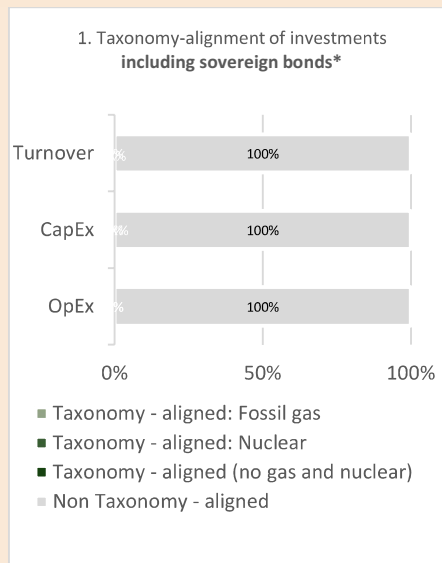 1. Taxonomy-alignment of investments
including sovereign bonds*
Turnover
100%
CapEx
100%
OpEx
100%
0%
50%
100%
Taxonomy - aligned: Fossil gas
Taxonomy - aligned: Nuclear
Taxonomy - aligned (no gas and nuclear)
Non Taxonomy - aligned